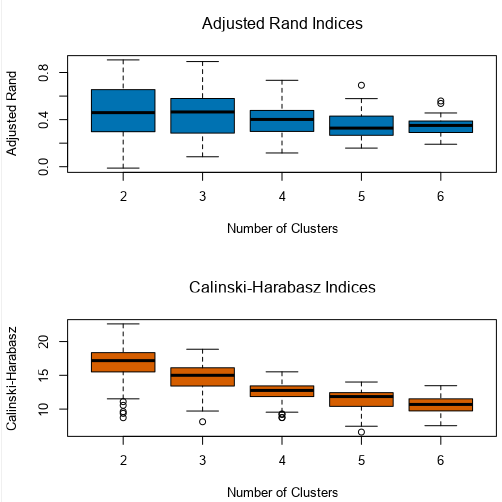 Adjusted Rand Indices
Adjusted Rand
0.8
0.4
0.0
2 3 4 5 6
Number of Clusters
Calinski-Harabasz Indices
Calinski-Harabasz
20
15
10
2 3 4 5 6
Number of Clusters